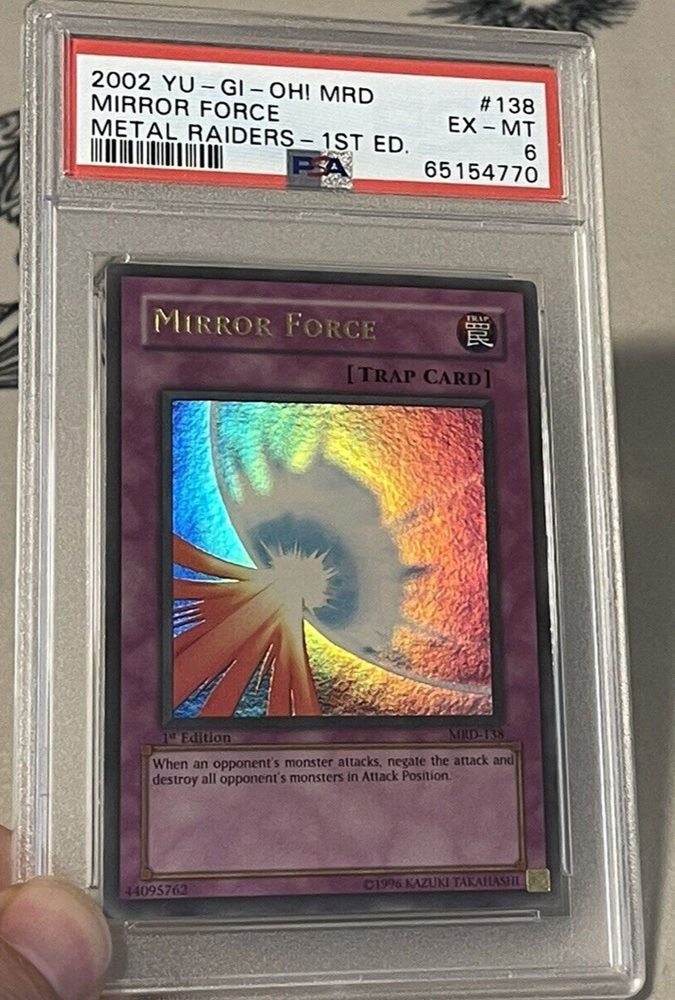 2002 YU-GI-OH! MRD #138
MIRROR FORCE EX-MT
METAL RAIDERS-1ST ED. 6
PSA 65154770
MIRROR FORCE
TRAP
罠
[TRAP CARD]
1st Edition MRD-138
When an opponent's monster attacks, negate the attack and
destroy all opponent's monsters in Attack Position.
44095762 ©1996 KAZUKI TAKAHASHI